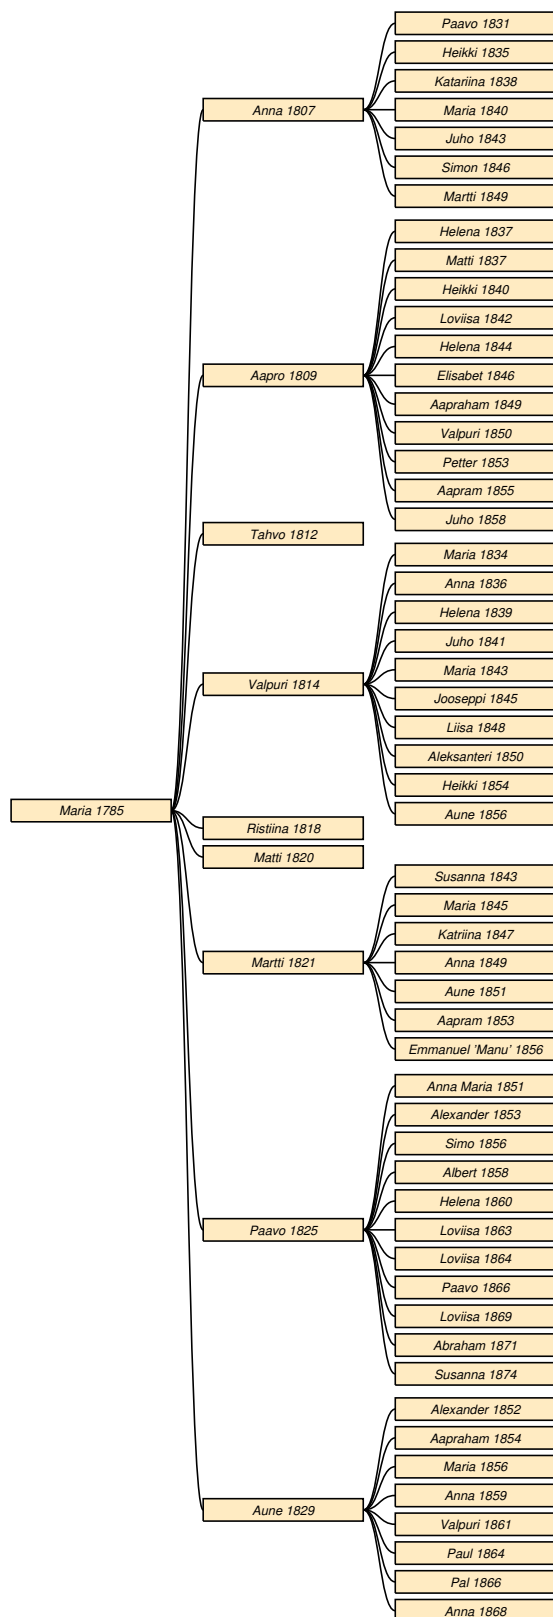 Maria 1785
Anna 1807
Paavo 1831
Heikki 1835
Katariina 1838
Maria 1840
Juho 1843
Simon 1846
Martti 1849
Aapro 1809
Helena 1837
Matti 1837
Heikki 1840
Loviisa 1842
Helena 1844
Elisabet 1846
Aapraham 1849
Valpuri 1850
Petter 1853
Aapram 1855
Juho 1858
Tahvo 1812
Valpuri 1814
Maria 1834
Anna 1836
Helena 1839
Juho 1841
Maria 1843
Jooseppi 1845
Liisa 1848
Aleksanteri 1850
Heikki 1854
Aune 1856
Ristiina 1818
Matti 1820
Martti 1821
Susanna 1843
Maria 1845
Katriina 1847
Anna 1849
Aune 1851
Aapram 1853
Emmanuel 'Manu' 1856
Paavo 1825
Anna Maria 1851
Alexander 1853
Simo 1856
Albert 1858
Helena 1860
Loviisa 1863
Loviisa 1864
Paavo 1866
Loviisa 1869
Abraham 1871
Susanna 1874
Aune 1829
Alexander 1852
Aapraham 1854
Maria 1856
Anna 1859
Valpuri 1861
Paul 1864
Pal 1866
Anna 1868